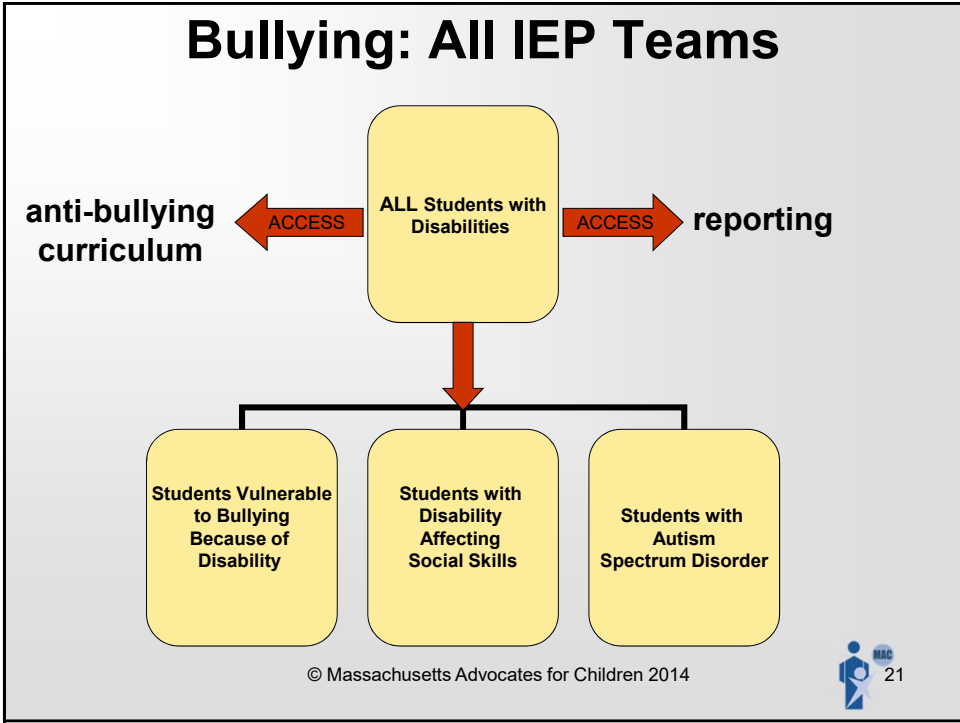 Bullying: All IEP Teams
anti-bullying
curriculum
ACCESS
ALL Students with
Disabilities
ACCESS
reporting
Students Vulnerable
to Bullying
Because of
Disability
Students with
Disability
Affecting
Social Skills
Students with
Autism
Spectrum Disorder
© Massachusetts Advocates for Children 2014
MAC
21